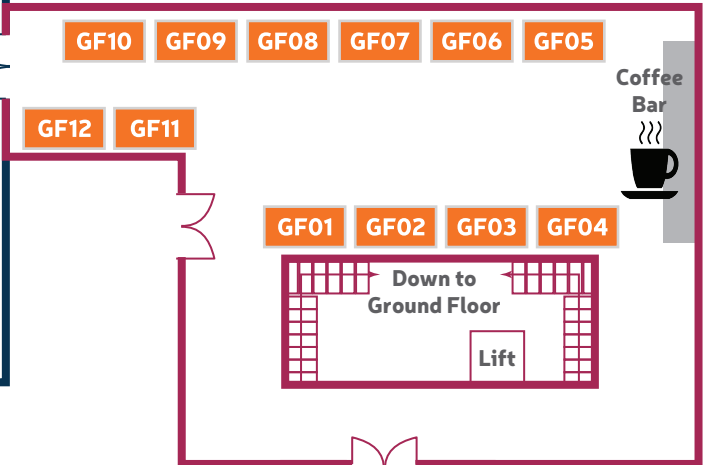 GF10 GF09 GF08 GF07 GF06 GF05
Coffee
Bar
GF12 GF11
GF01 GF02 GF03 GF04
Down to
Ground Floor
Lift